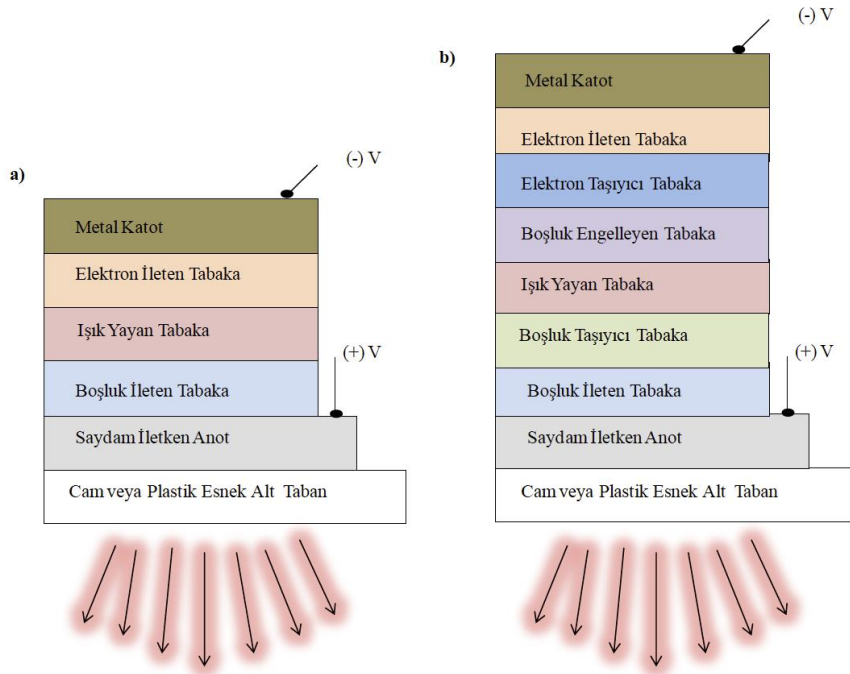 a)
(-) V
Metal Katot
Elektron İleten Tabaka
Işık Yayan Tabaka
(+) V
Boşluk İleten Tabaka
Saydam İletken Anot
Cam veya Plastik Esnek Alt Taban
b)
(-) V
Metal Katot
Elektron İleten Tabaka
Elektron Taşıyıcı Tabaka
Boşluk Engelleyen Tabaka
Işık Yayan Tabaka
Boşluk Taşıyıcı Tabaka
(+) V
Boşluk İleten Tabaka
Saydam İletken Anot
Cam veya Plastik Esnek Alt Taban